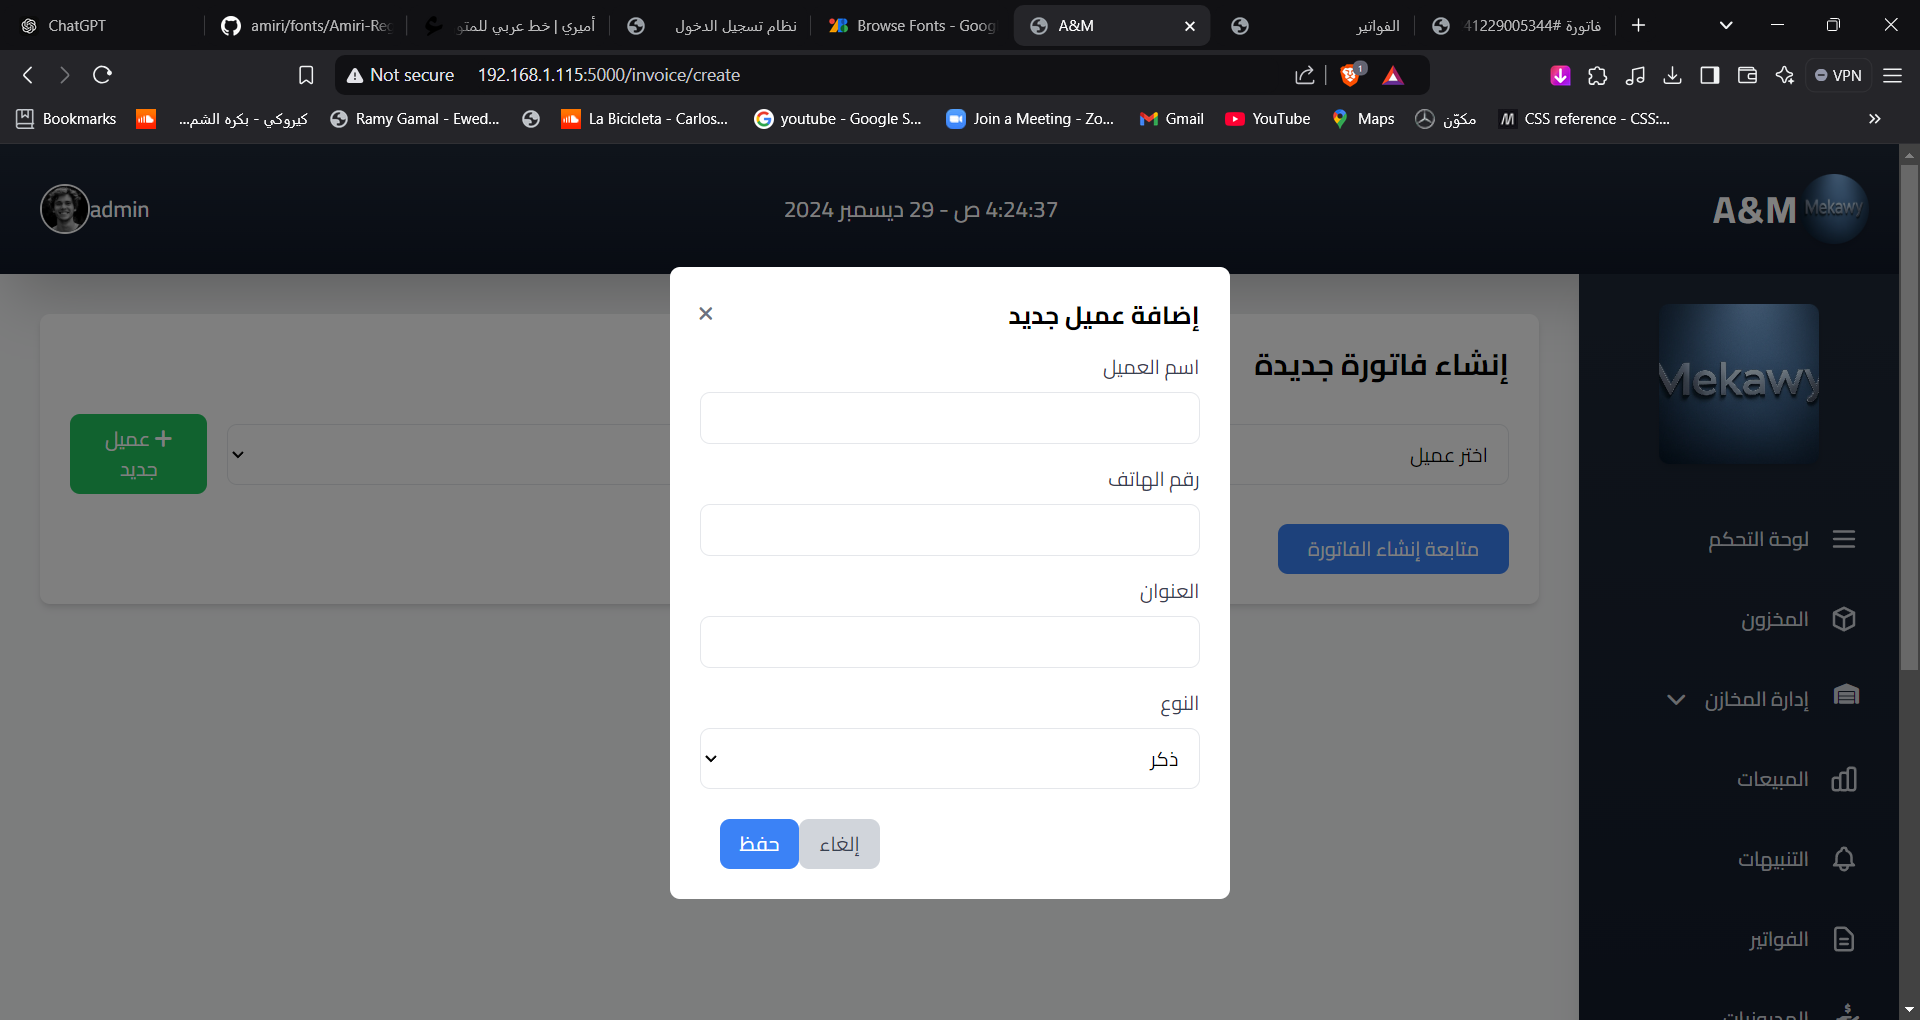 ChatGPT
amiri/fonts/Amiri-Reg
أميري | خط عربي للمتو
نظام تسجيل الدخول
Browse Fonts - Goog
A&M
الفواتير
فاتورة #41229005344
Not secure
192.168.1.115:5000/invoice/create
1
VPN
Bookmarks
كيروكي - بكره الشم...
Ramy Gamal - Ewed...
La Bicicleta - Carlos...
youtube - Google S...
Join a Meeting - Zo...
Gmail
YouTube
Maps
مكوّن
CSS reference - CSS:...
admin
4:24:37 ص - 29 ديسمبر 2024
A&M
Mekawy
إضافة عميل جديد
اسم العميل
رقم الهاتف
العنوان
النوع
ذكر
إلغاء
حفظ
إنشاء فاتورة جديدة
اختر عميل
عميل
جديد
متابعة إنشاء الفاتورة
Mekawy
لوحة التحكم
المخزون
إدارة المخازن
المبيعات
التنبيهات
الفواتير
المديونيات